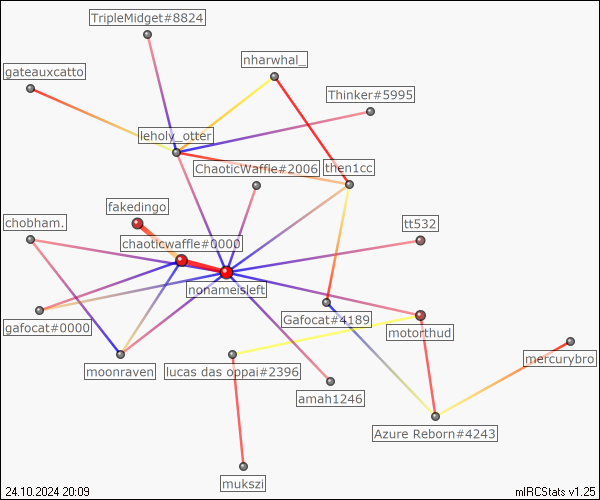 TripleMidget#8824
nharwhal_
gateauxcatto
Thinker#5995
leholy_otter
ChaoticWaffle#2006
then1cc
fakedingo
chobham.
tt532
chaoticwaffle#0000
nonameisleft
gafocat#0000
Gafocat#4189
motorthud
mercurybro
moonraven
lucas das oppai#2396
amah1246
Azure Reborn#4243
mukszi
24.10.2024 20:09
mIRCStats v1.25